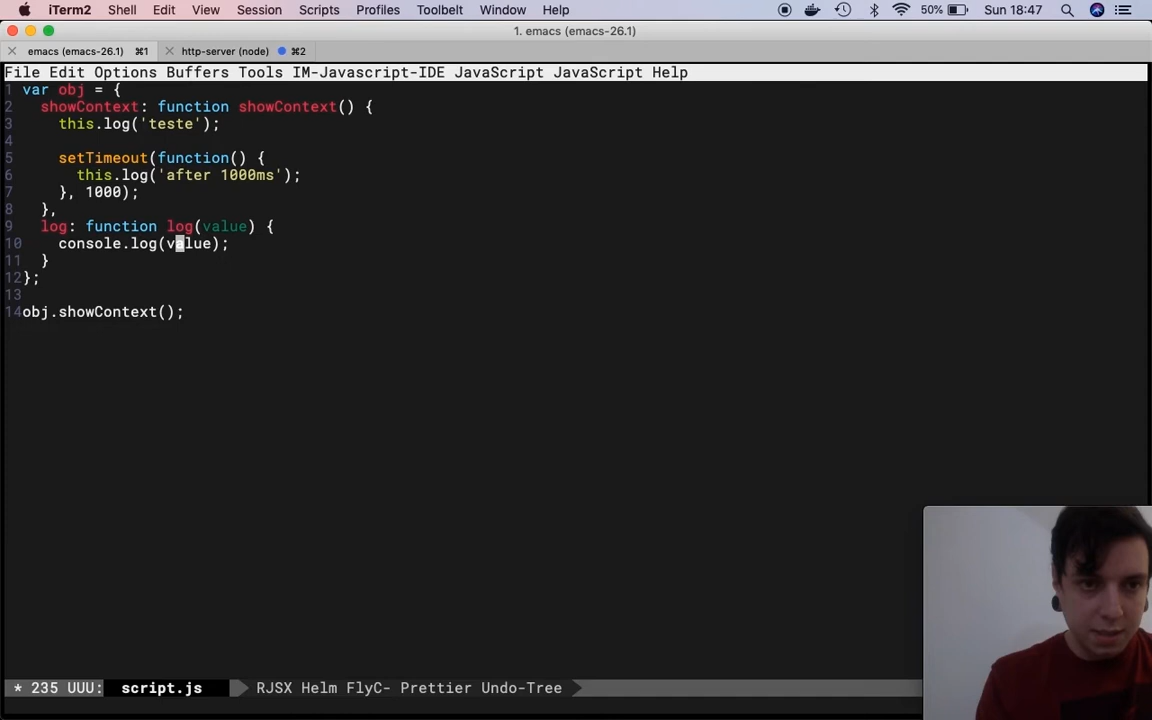 iTerm2 Shell Edit View Session Scripts Profiles Toolbelt Window Help 50% Sun 18:47
1. emacs (emacs-26.1)
emacs (emacs-26.1) ⌘1 http-server (node) ⌘2
File Edit Options Buffers Tools IM-Javascript-IDE JavaScript JavaScript Help
1 var obj = {
2 showContext: function showContext() {
3 this.log('teste');
4
5 setTimeout(function() {
6 this.log('after 1000ms');
7 }, 1000);
8 },
9 log: function log(value) {
10 console.log(value);
11 }
12 };
13
14 obj.showContext();
* 235 UUU: script.js RJSX Helm FlyC- Prettier Undo-Tree